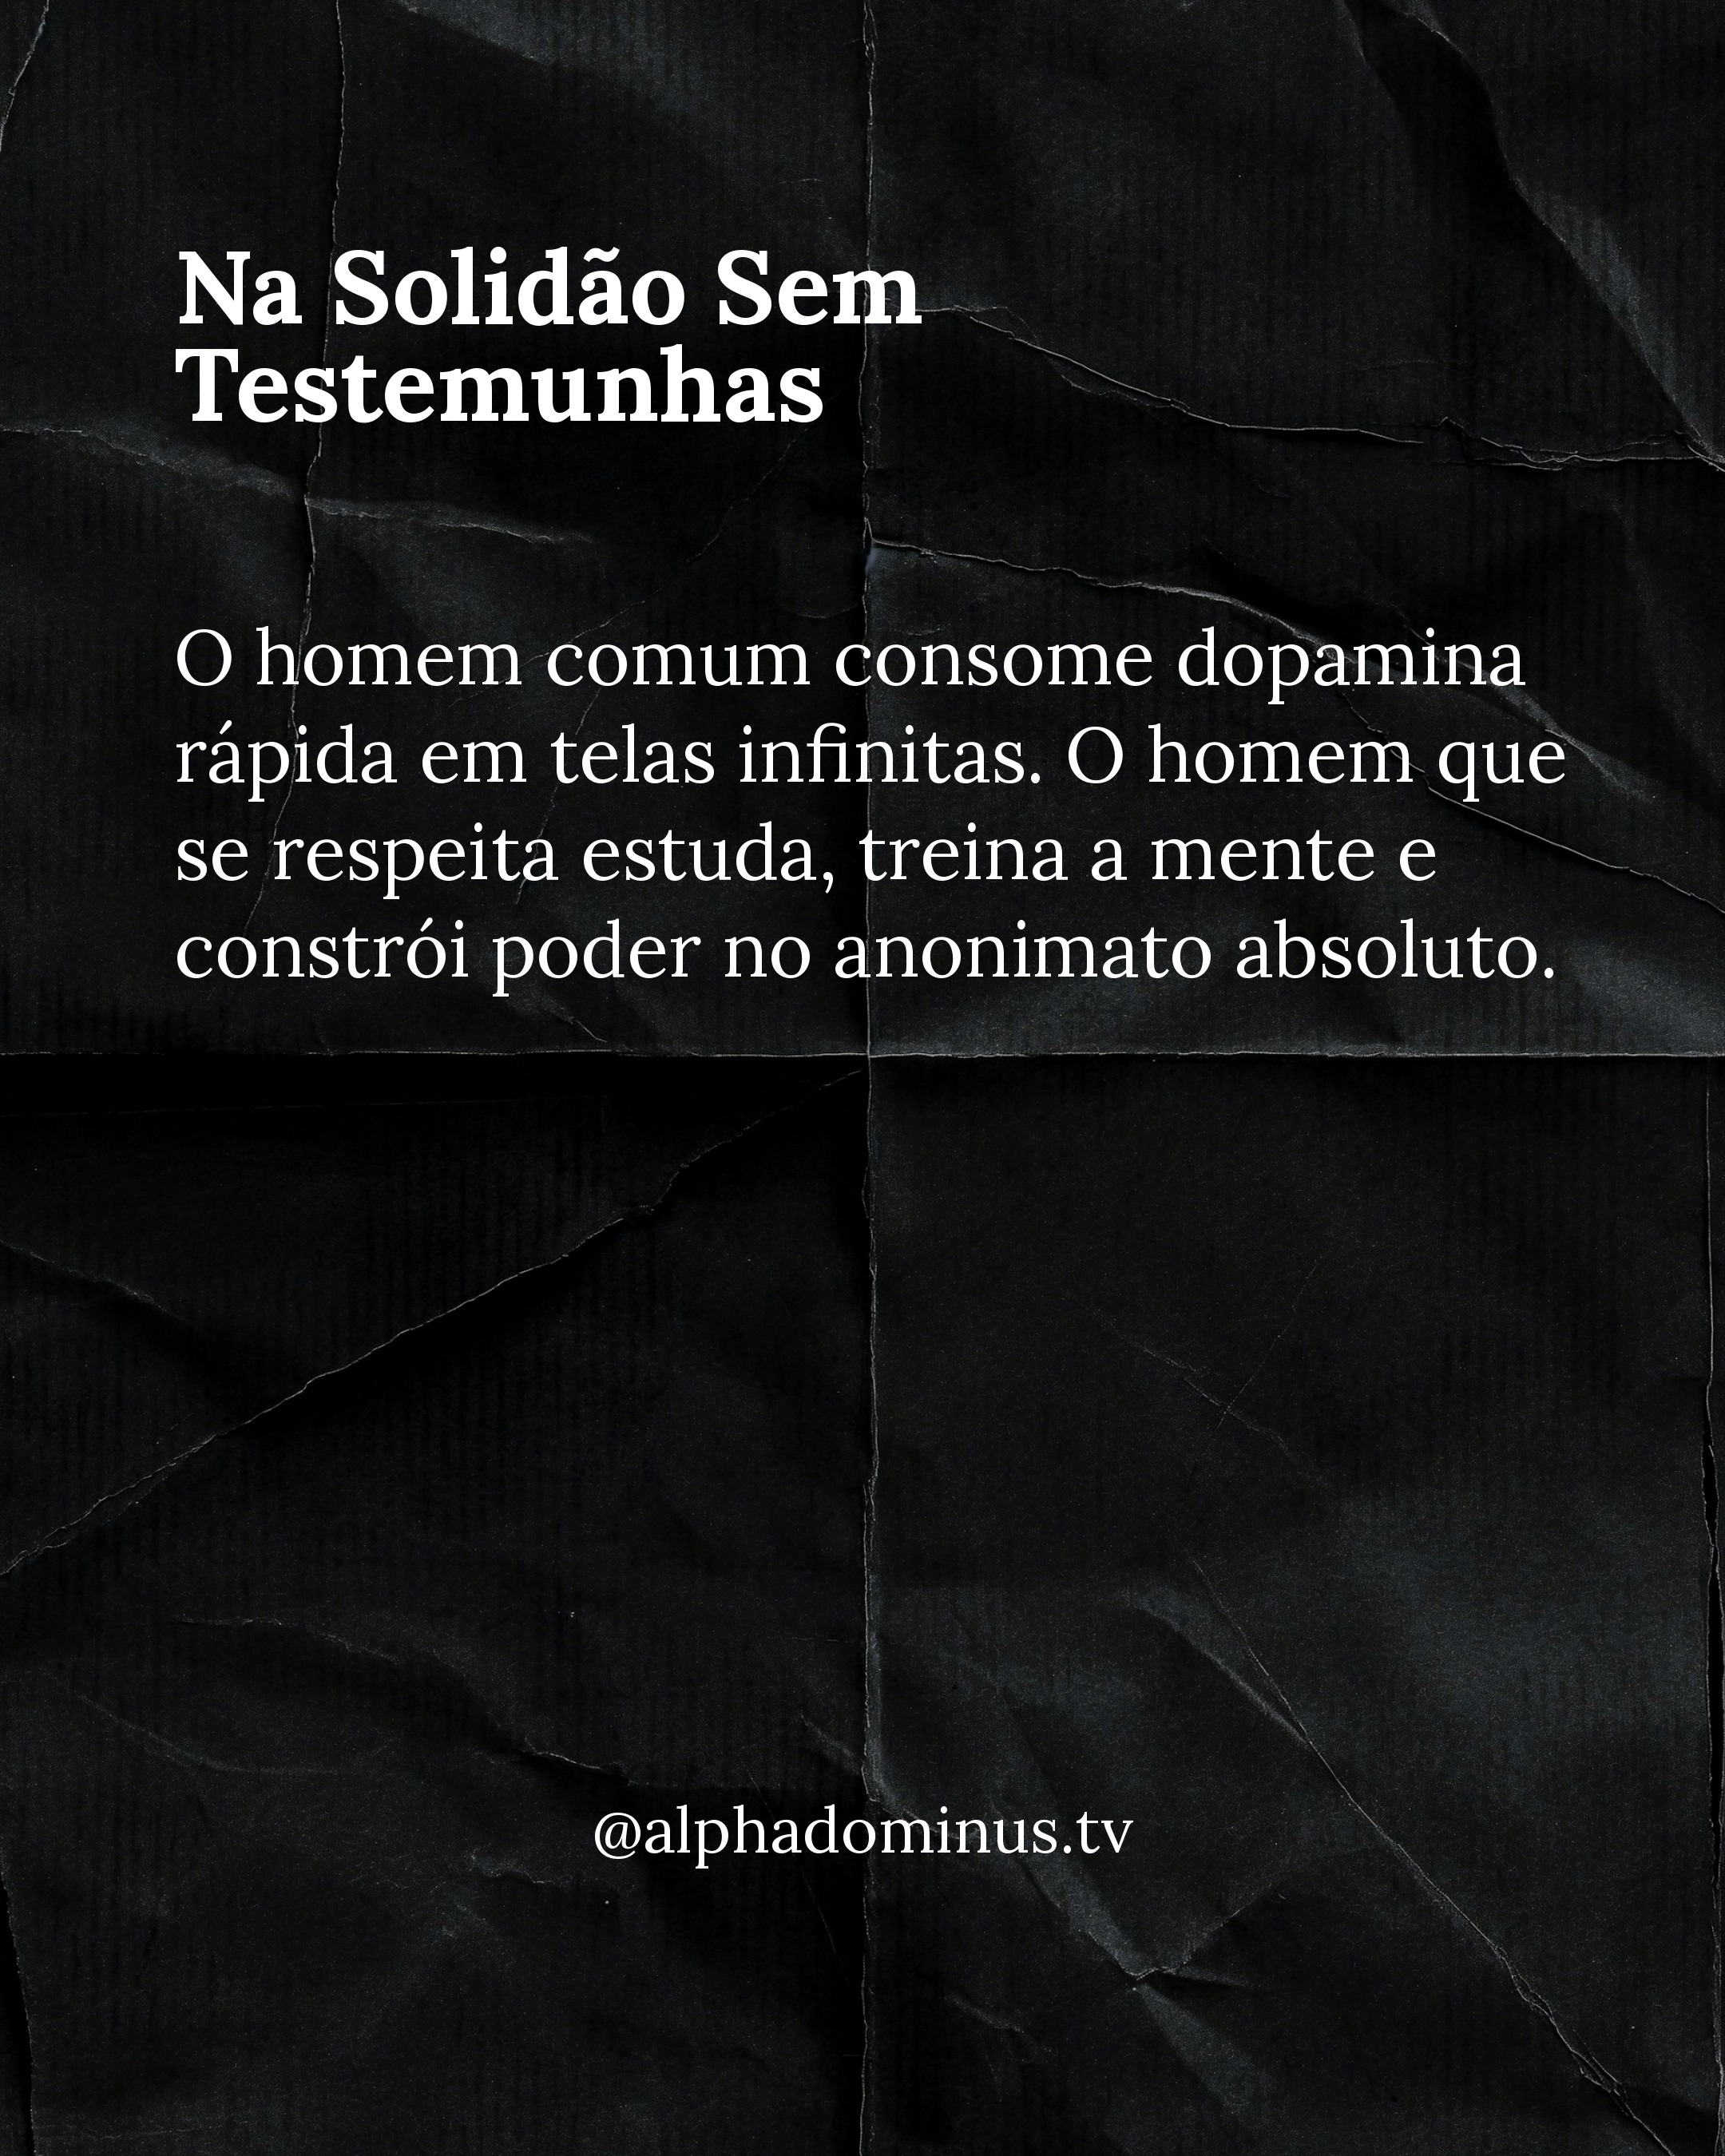 Na Solidão Sem
Testemunhas
O homem comum consome dopamina
rápida em telas infinitas. O homem que
se respeita estuda, treina a mente e
constrói poder no anonimato absoluto.
@alphadominus.tv